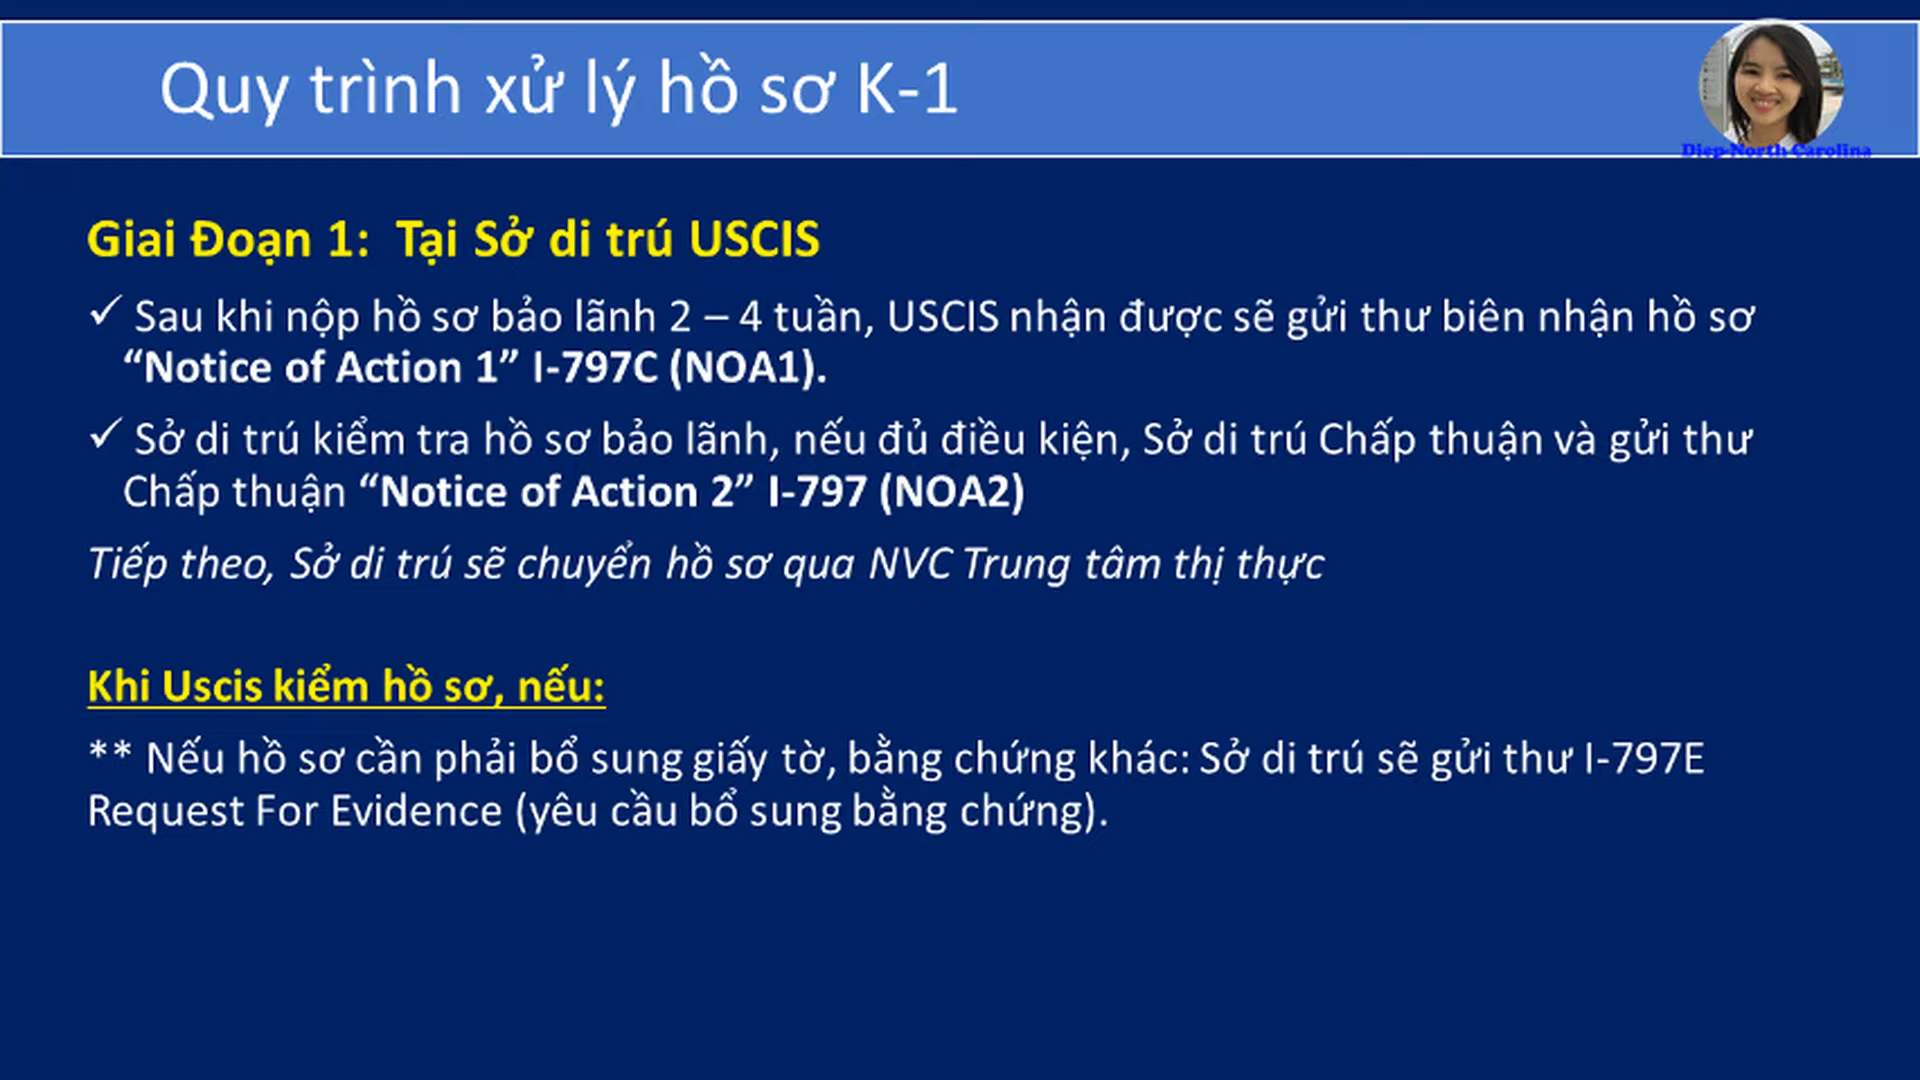 Quy trình xử lý hồ sơ K-1
Diep-North Carolina
Giai Đoạn 1: Tại Sở di trú USCIS
✓ Sau khi nộp hồ sơ bảo lãnh 2 – 4 tuần, USCIS nhận được sẽ gửi thư biên nhận hồ sơ
“Notice of Action 1” I-797C (NOA1).
✓ Sở di trú kiểm tra hồ sơ bảo lãnh, nếu đủ điều kiện, Sở di trú Chấp thuận và gửi thư
Chấp thuận “Notice of Action 2” I-797 (NOA2)
Tiếp theo, Sở di trú sẽ chuyển hồ sơ qua NVC Trung tâm thị thực
Khi Uscis kiểm hồ sơ, nếu:
** Nếu hồ sơ cần phải bổ sung giấy tờ, bằng chứng khác: Sở di trú sẽ gửi thư I-797E
Request For Evidence (yêu cầu bổ sung bằng chứng).